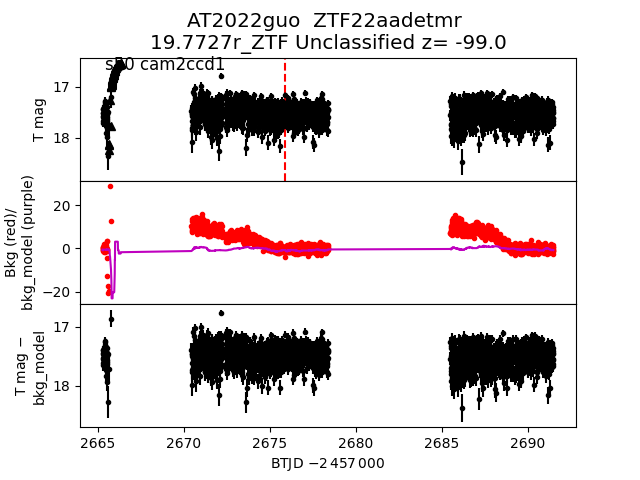 AT2022guo ZTF22aadetmr
19.7727r_ZTF Unclassified z= -99.0
s50 cam2ccd1
T mag
17
18
Bkg (red)/
bkg_model (purple)
20
0
−20
T mag −
bkg_model
17
18
2665 2670 2675 2680 2685 2690
BTJD −2 457 000